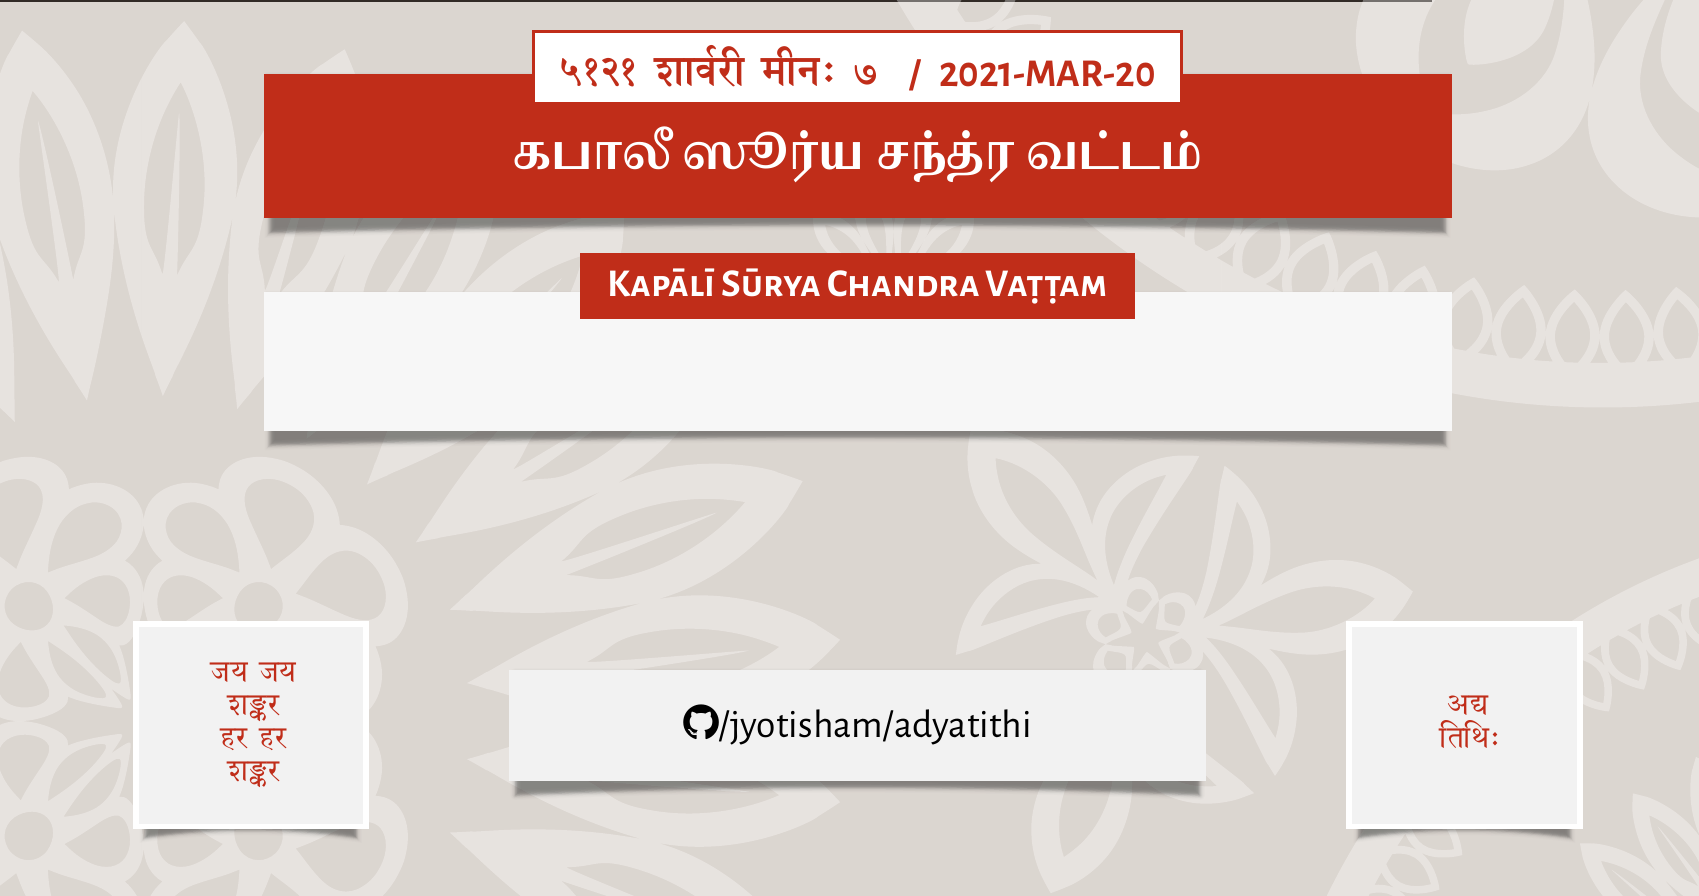 ५१२१ शार्वरी मीनः ७ / 2021-MAR-20
கபாலீ ஸூர்ய சந்த்ர வட்டம்
Kapālī Sūrya Chandra Vaṭṭam
जय जय
शङ्कर
हर हर
शङ्कर
/jyotisham/adyatithi
अद्य
तिथिः